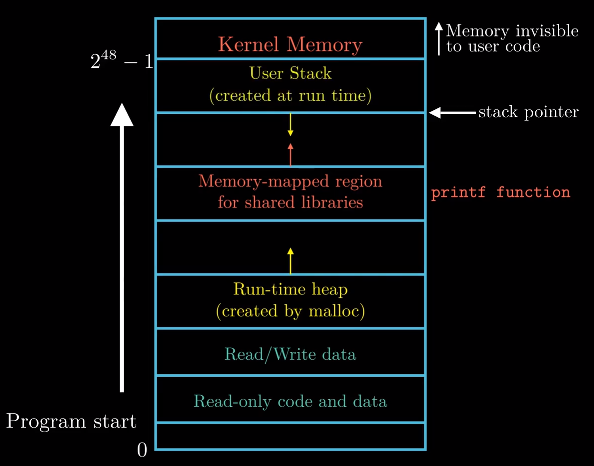 Kernel Memory
Memory invisible
to user code
2^48 − 1
User Stack
(created at run time)
stack pointer
Memory-mapped region
for shared libraries
printf function
Run-time heap
(created by malloc)
Read/Write data
Read-only code and data
Program start
0